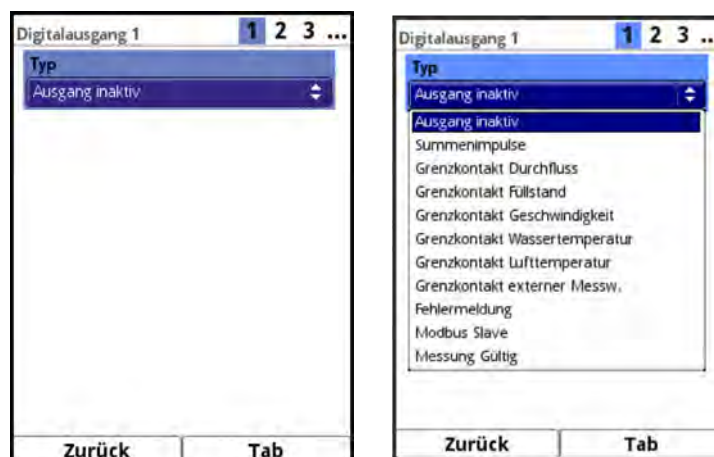 Digitalausgang 1 1 2 3 ...
Typ
Ausgang inaktiv
Zurück Tab
Digitalausgang 1 1 2 3 ..
Typ
Ausgang inaktiv
Ausgang inaktiv
Summenimpulse
Grenzkontakt Durchfluss
Grenzkontakt Füllstand
Grenzkontakt Geschwindigkeit
Grenzkontakt Wassertemperatur
Grenzkontakt Lufttemperatur
Grenzkontakt externer Messw.
Fehlermeldung
Modbus Slave
Messung Gültig
Zurück Tab